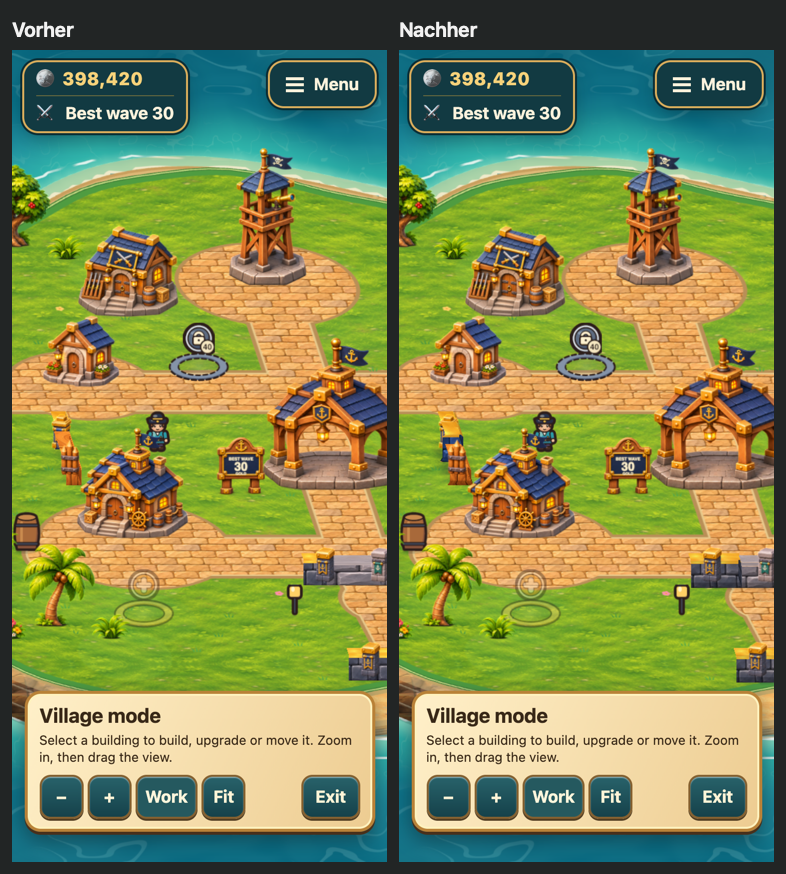 Vorher
398,420
Best wave 30
Menu
40
BEST WAVE
30
Village mode
Select a building to build, upgrade or move it. Zoom
in, then drag the view.
−
+
Work
Fit
Exit
Nachher
398,420
Best wave 30
Menu
40
BEST WAVE
30
Village mode
Select a building to build, upgrade or move it. Zoom
in, then drag the view.
−
+
Work
Fit
Exit